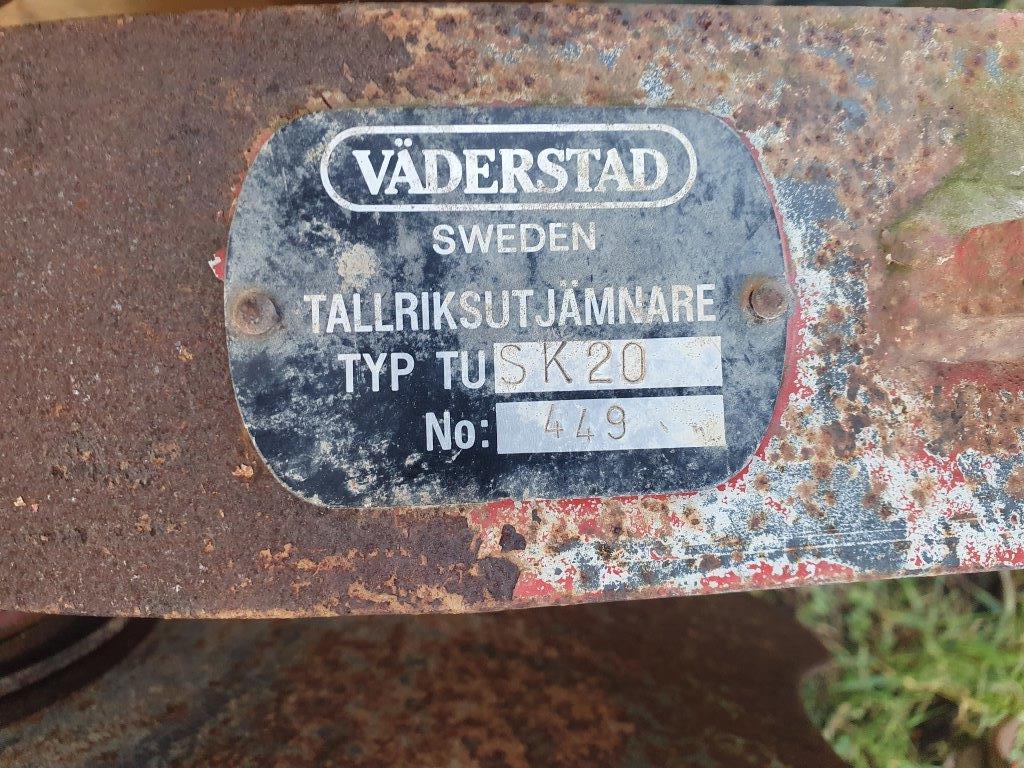 VÄDERSTAD
SWEDEN
TALLRIKSUTJÄMNARE
TYP TU SK20
No: 449